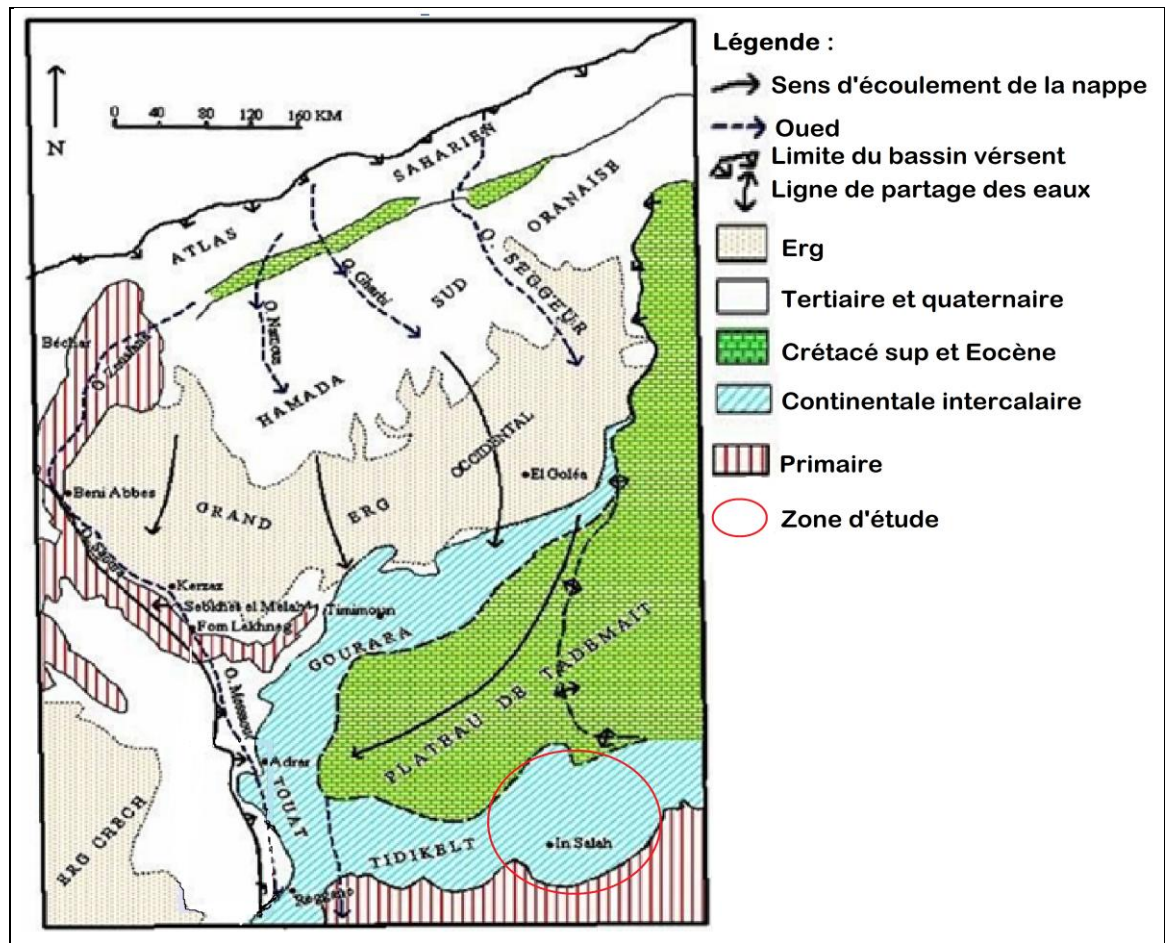 Légende :
Sens d'écoulement de la nappe
Oued
Limite du bassin vérsent
Ligne de partage des eaux
Erg
Tertiaire et quaternaire
Crétacé sup et Eocène
Continentale intercalaire
Primaire
Zone d'étude
N
0 40 80 120 160 KM
ATLAS SAHARIEN
ORANAISE
SUD
HAMADA
O. SEGGEUR
O. Gharbi
O. Namous
O. Zousfana
Béchar
Beni Abbes
GRAND ERG OCCIDENTAL
El Goléa
O. Saoura
Kerzaz
Sebkhet el Melah
Fom Lakhneg
Timimoun
GOURARA
O. Messaoud
PLATEAU DE TADEMAIT
Adrar
TOUAT
ERG CHECH
TIDIKELT
In Salah
Reggane